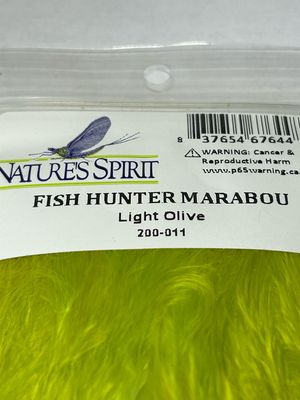 8 37654 67644
WARNING: Cancer &
Reproductive Harm
www.p65warning.ca
NATURE'S SPIRIT
FISH HUNTER MARABOU
Light Olive
200-011